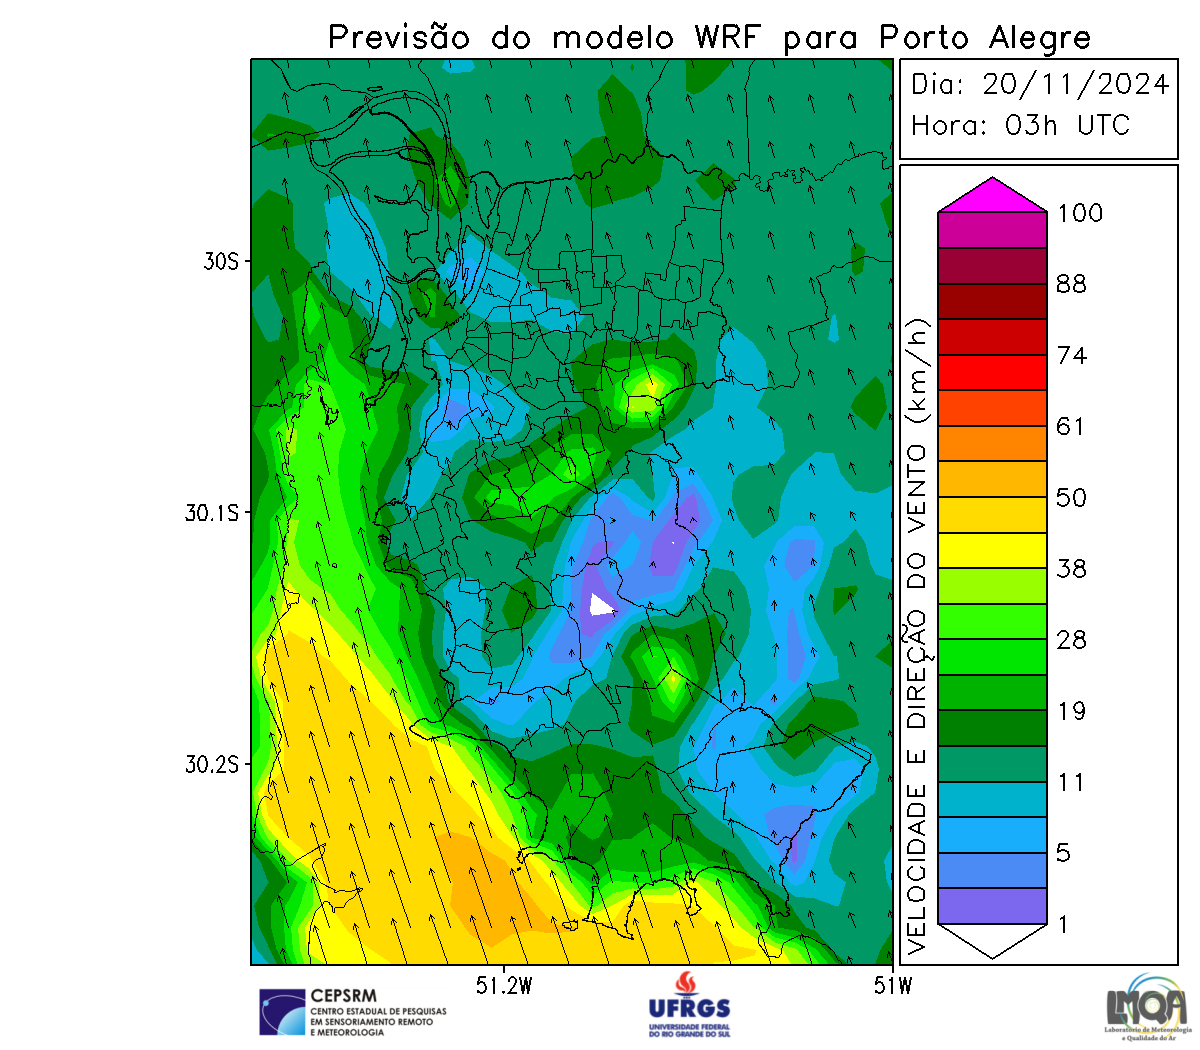 Previsão do modelo WRF para Porto Alegre
Dia: 20/11/2024
Hora: 03h UTC
30S
30.1S
30.2S
51.2W
51W
VELOCIDADE E DIREÇÃO DO VENTO (km/h)
100
88
74
61
50
38
28
19
11
5
1
CEPSRM
CENTRO ESTADUAL DE PESQUISAS
EM SENSORIAMENTO REMOTO
E METEOROLOGIA
UFRGS
UNIVERSIDADE FEDERAL
DO RIO GRANDE DO SUL
LMQA
Laboratório de Meteorologia
e Qualidade do Ar